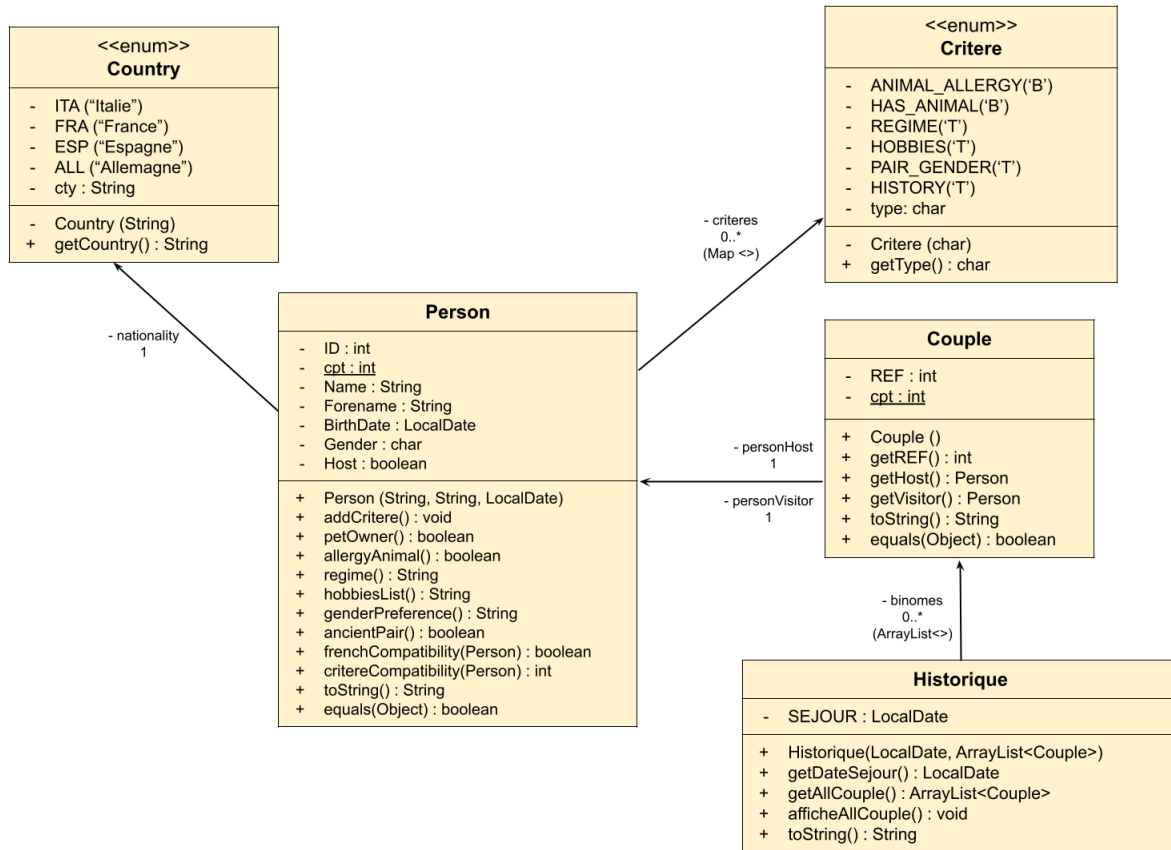 <<enum>>
Country
- ITA (“Italie”)
- FRA (“France”)
- ESP (“Espagne”)
- ALL (“Allemagne”)
- cty : String
- Country (String)
+ getCountry() : String
<<enum>>
Critere
- ANIMAL_ALLERGY(‘B’)
- HAS_ANIMAL(‘B’)
- REGIME(‘T’)
- HOBBIES(‘T’)
- PAIR_GENDER(‘T’)
- HISTORY(‘T’)
- type: char
- Critere (char)
+ getType() : char
- criteres
0..*
(Map <>)
- nationality
1
Person
- ID : int
- cpt : int
- Name : String
- Forename : String
- BirthDate : LocalDate
- Gender : char
- Host : boolean
+ Person (String, String, LocalDate)
+ addCritere() : void
+ petOwner() : boolean
+ allergyAnimal() : boolean
+ regime() : String
+ hobbiesList() : String
+ genderPreference() : String
+ ancientPair() : boolean
+ frenchCompatibility(Person) : boolean
+ critereCompatibility(Person) : int
+ toString() : String
+ equals(Object) : boolean
- personHost
1
- personVisitor
1
Couple
- REF : int
- cpt : int
+ Couple ()
+ getREF() : int
+ getHost() : Person
+ getVisitor() : Person
+ toString() : String
+ equals(Object) : boolean
- binomes
0..*
(ArrayList<>)
Historique
- SEJOUR : LocalDate
+ Historique(LocalDate, ArrayList<Couple>)
+ getDateSejour() : LocalDate
+ getAllCouple() : ArrayList<Couple>
+ afficheAllCouple() : void
+ toString() : String